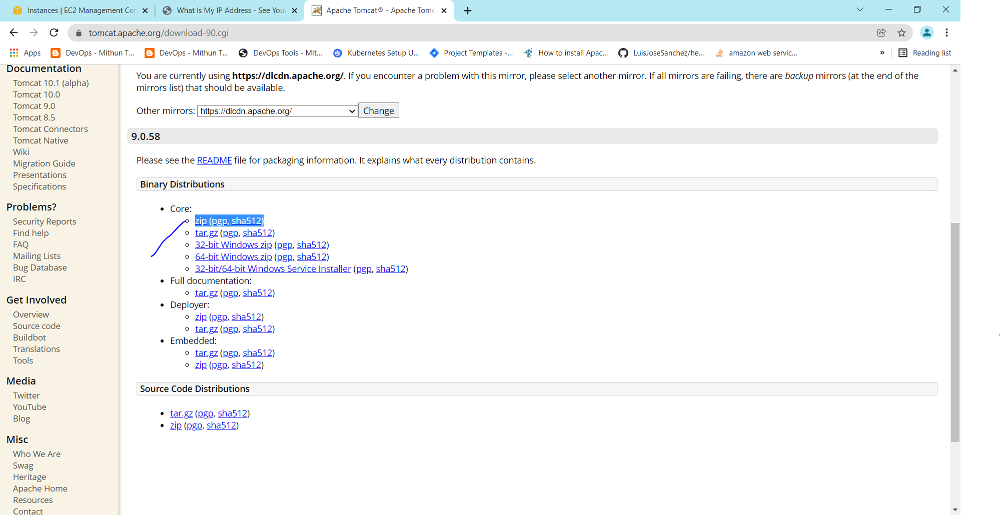 Instances | EC2 Management Con
What Is My IP Address - See Your
Apache Tomcat® - Apache Tomc
tomcat.apache.org/download-90.cgi
Apps
DevOps - Mithun T...
DevOps - Mithun T...
DevOps Tools - Mit...
Kubernetes Setup U...
Project Templates -...
How to install Apac...
LuisJoseSanchez/he...
amazon web servic...
»
Reading list
Documentation
Tomcat 10.1 (alpha)
Tomcat 10.0
Tomcat 9.0
Tomcat 8.5
Tomcat Connectors
Tomcat Native
Wiki
Migration Guide
Presentations
Specifications
Problems?
Security Reports
Find help
FAQ
Mailing Lists
Bug Database
IRC
Get Involved
Overview
Source code
Buildbot
Translations
Tools
Media
Twitter
YouTube
Blog
Misc
Who We Are
Swag
Heritage
Apache Home
Resources
Contact
You are currently using https://dlcdn.apache.org/. If you encounter a problem with this mirror, please select another mirror. If all mirrors are failing, there are backup mirrors (at the end of the
mirrors list) that should be available.
Other mirrors: https://dlcdn.apache.org/ Change
9.0.58
Please see the README file for packaging information. It explains what every distribution contains.
Binary Distributions
Core:
zip (pgp, sha512)
tar.gz (pgp, sha512)
32-bit Windows zip (pgp, sha512)
64-bit Windows zip (pgp, sha512)
32-bit/64-bit Windows Service Installer (pgp, sha512)
Full documentation:
tar.gz (pgp, sha512)
Deployer:
zip (pgp, sha512)
tar.gz (pgp, sha512)
Embedded:
tar.gz (pgp, sha512)
zip (pgp, sha512)
Source Code Distributions
tar.gz (pgp, sha512)
zip (pgp, sha512)